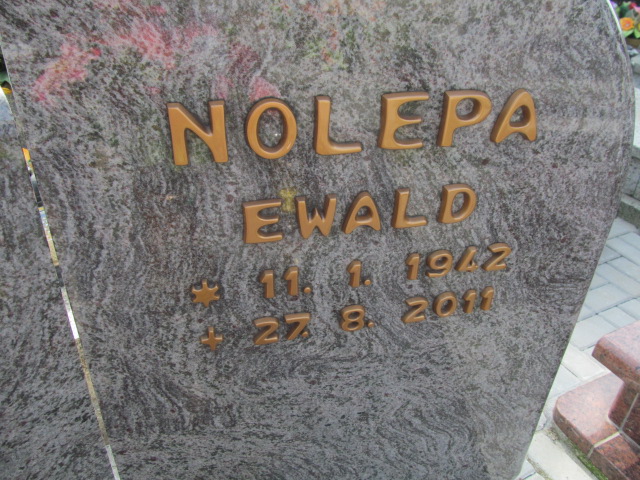 NOLEPA
EWALD
* 11. 1. 1942
+ 27. 8. 2011